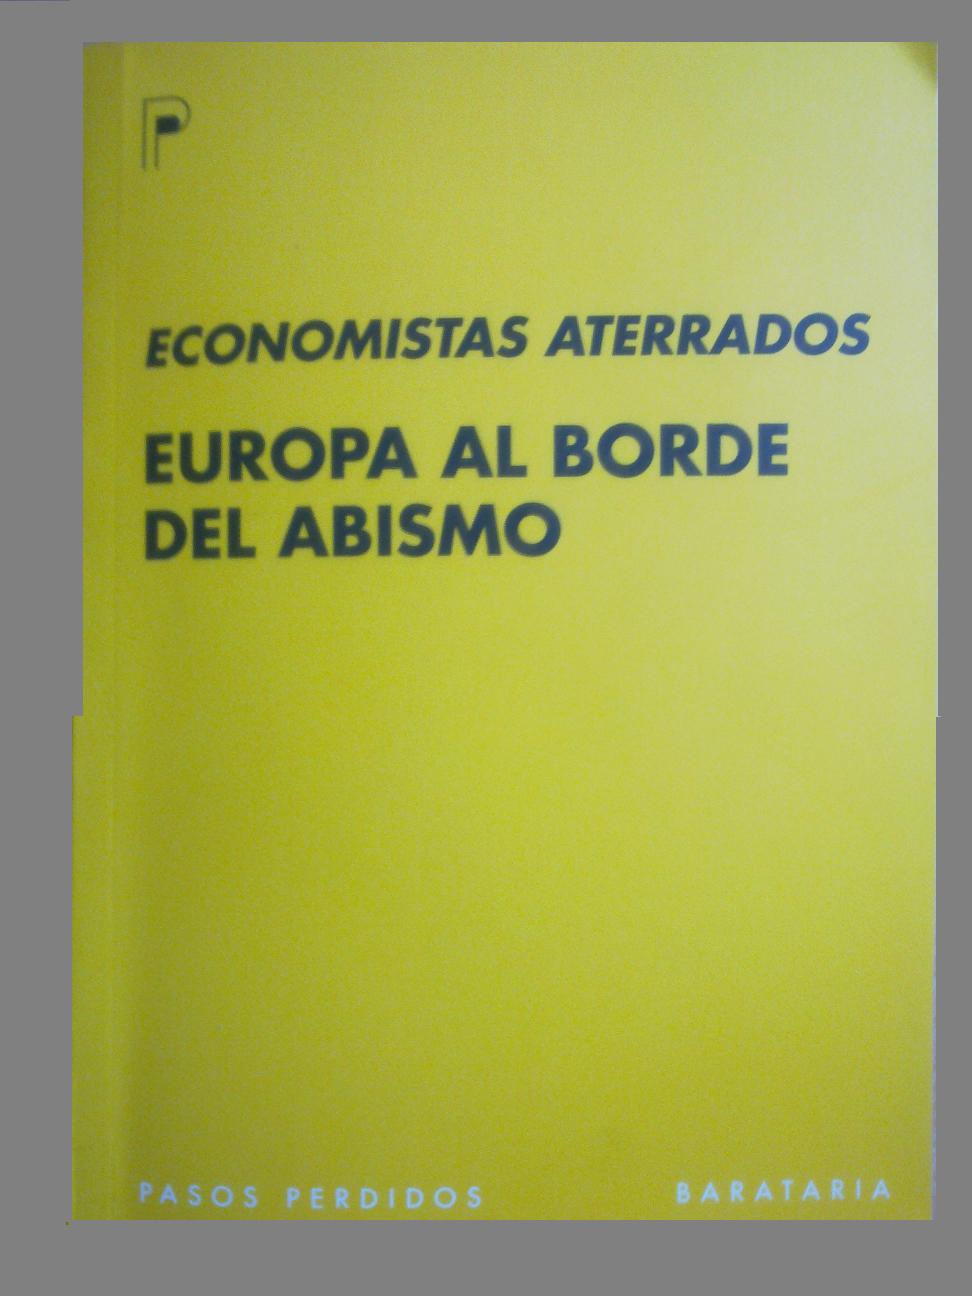 P
ECONOMISTAS ATERRADOS
EUROPA AL BORDE
DEL ABISMO
PASOS PERDIDOS BARATARIA